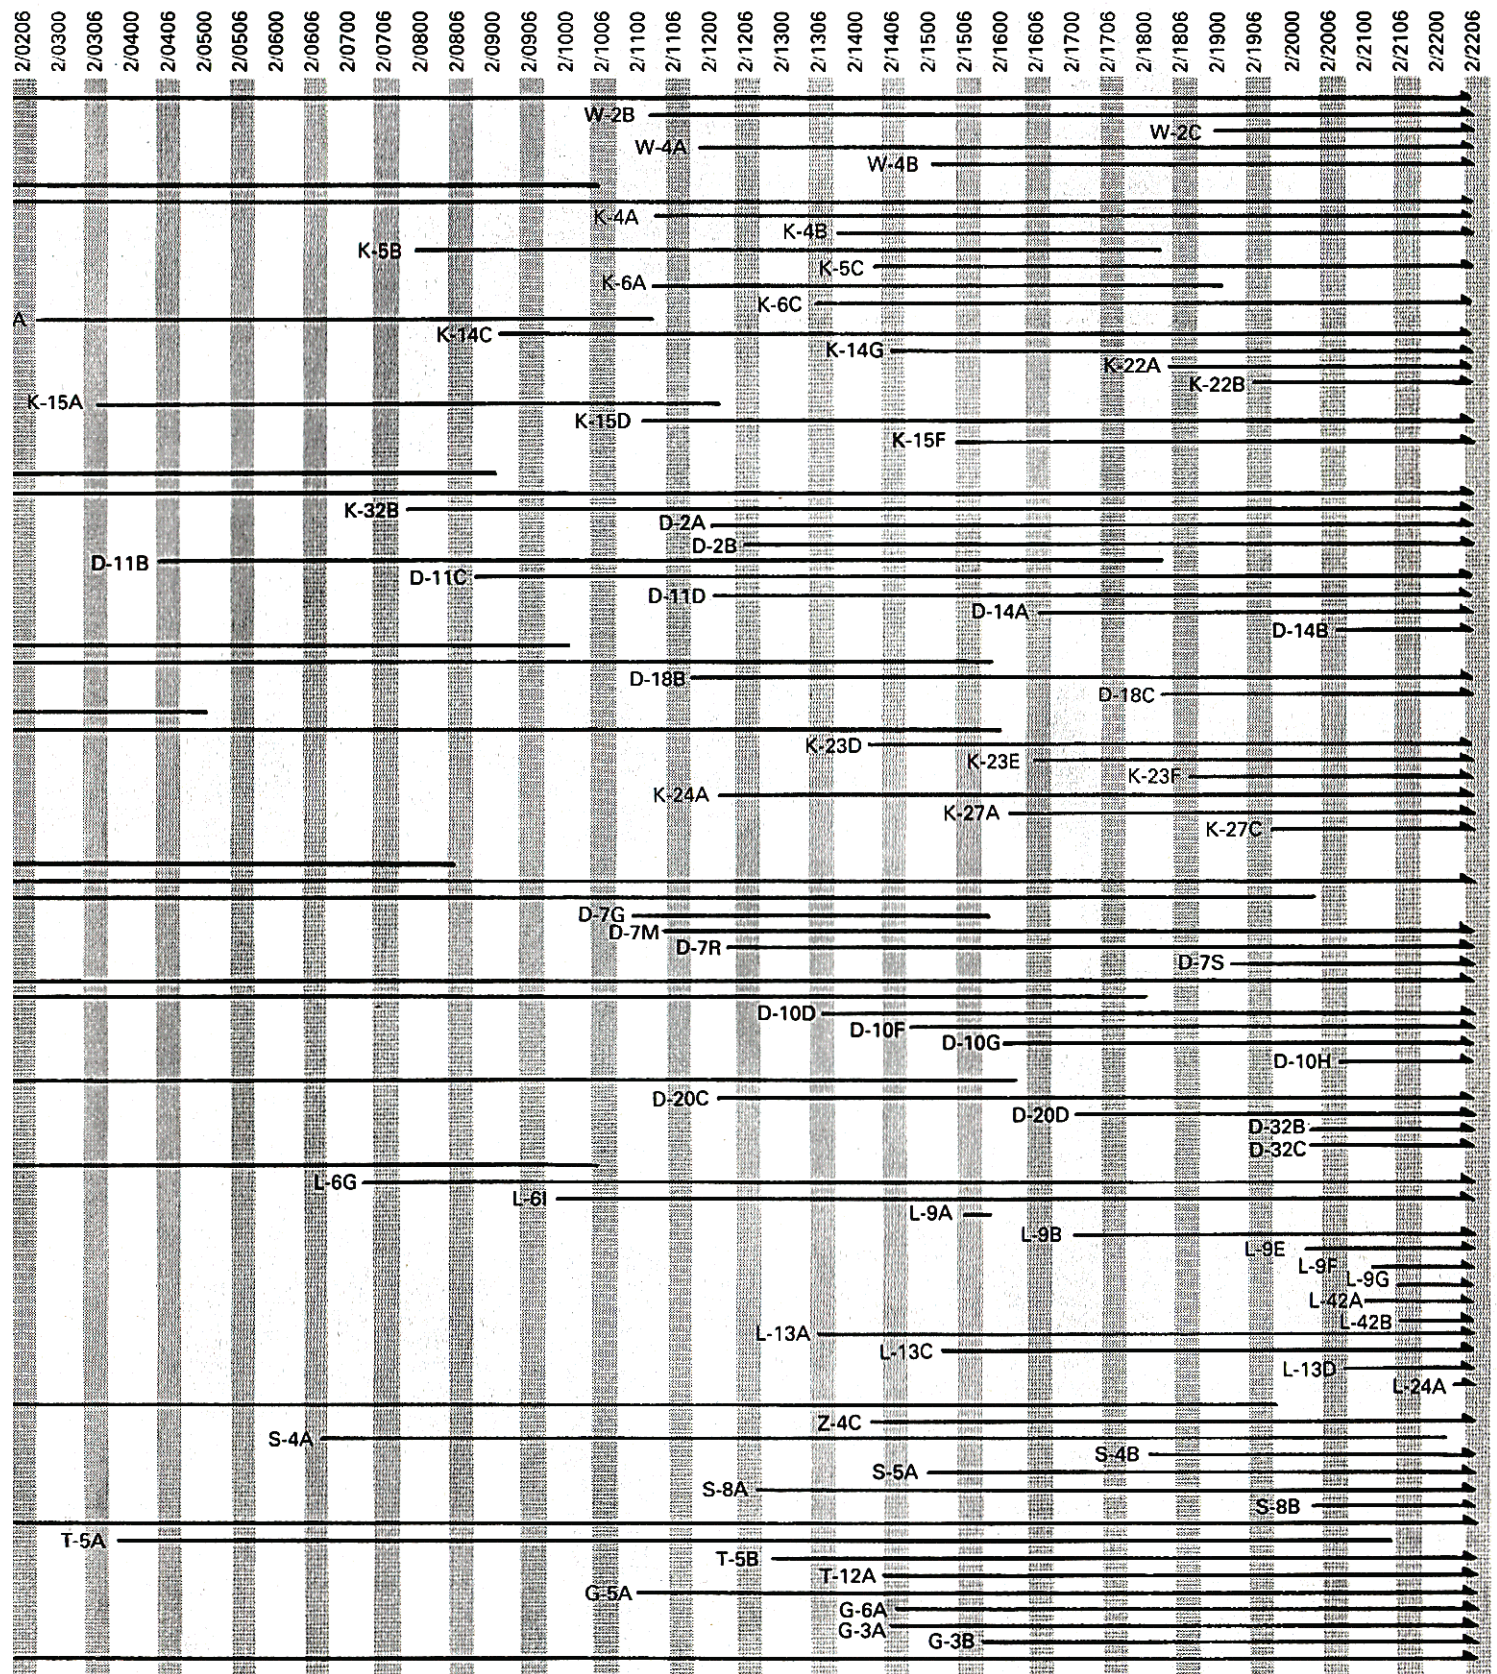 2/0206 2/0300 2/0306 2/0400 2/0406 2/0500 2/0506 2/0600 2/0606 2/0700 2/0706 2/0800 2/0806 2/0900 2/0906 2/1000 2/1006 2/1100 2/1106 2/1200 2/1206 2/1300 2/1306 2/1400 2/1406 2/1500 2/1506 2/1600 2/1606 2/1700 2/1706 2/1800 2/1806 2/1900 2/1906 2/2000 2/2006 2/2100 2/2106 2/2200 2/2206
W-2B
W-2C
W-4A
W-4B
K-4A
K-4B
K-5B
K-5C
K-6A
K-6C
A
K-14C
K-14G
K-22A
K-22B
K-15A
K-15D
K-15F
K-32B
D-2A
D-2B
D-11B
D-11C
D-11D
D-14A
D-14B
D-18B
D-18C
K-23D
K-23E
K-23F
K-24A
K-27A
K-27C
D-7G
D-7M
D-7R
D-7S
D-10D
D-10F
D-10G
D-10H
D-20C
D-20D
D-32B
D-32C
L-6G
L-6I
L-9A
L-9B
L-9E
L-9F
L-9G
L-42A
L-42B
L-13A
L-13C
L-13D
L-24A
Z-4C
S-4A
S-4B
S-5A
S-8A
S-8B
T-5A
T-5B
T-12A
G-5A
G-6A
G-3A
G-3B